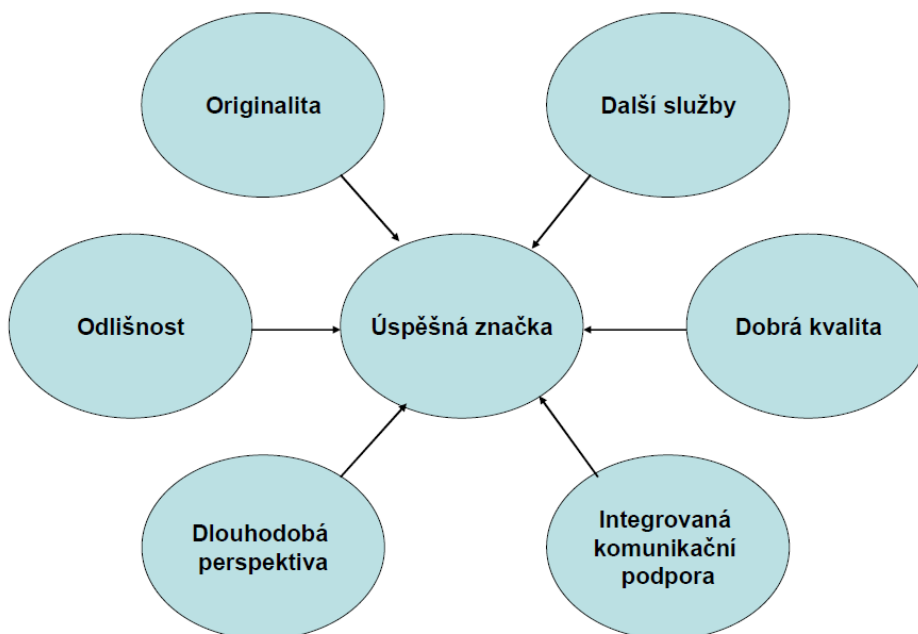 Originalita
Další služby
Odlišnost
Úspěšná značka
Dobrá kvalita
Dlouhodobá
perspektiva
Integrovaná
komunikační
podpora